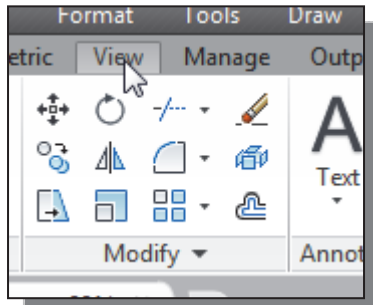 Format Tools Draw
etric View Manage Outp
A
Text
Modify Annot